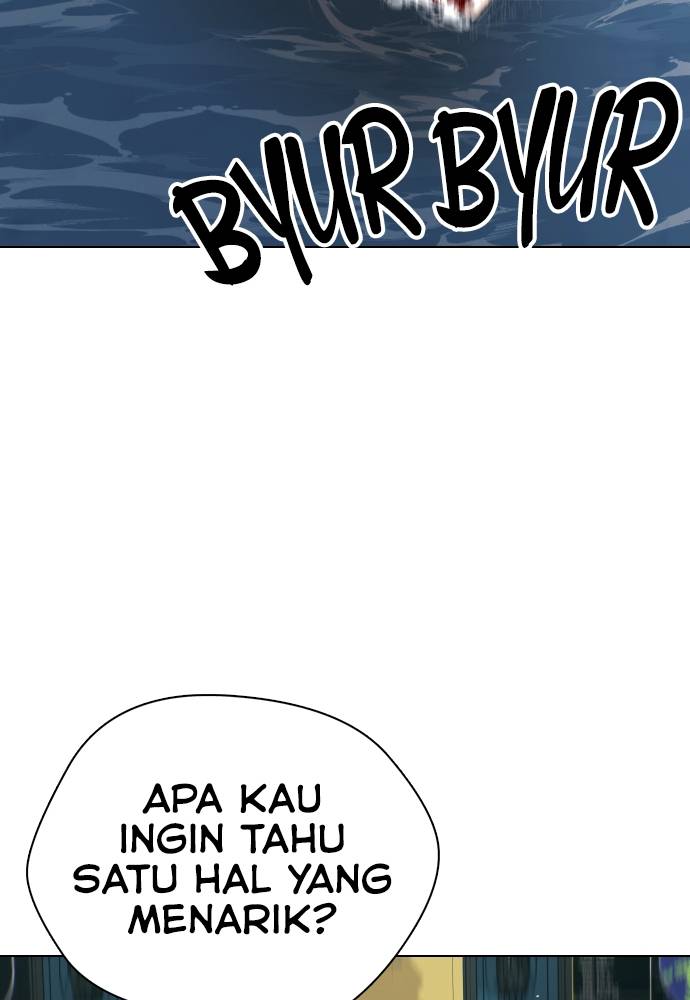 BYUR BYUR
APA KAU
INGIN TAHU
SATU HAL YANG
MENARIK?